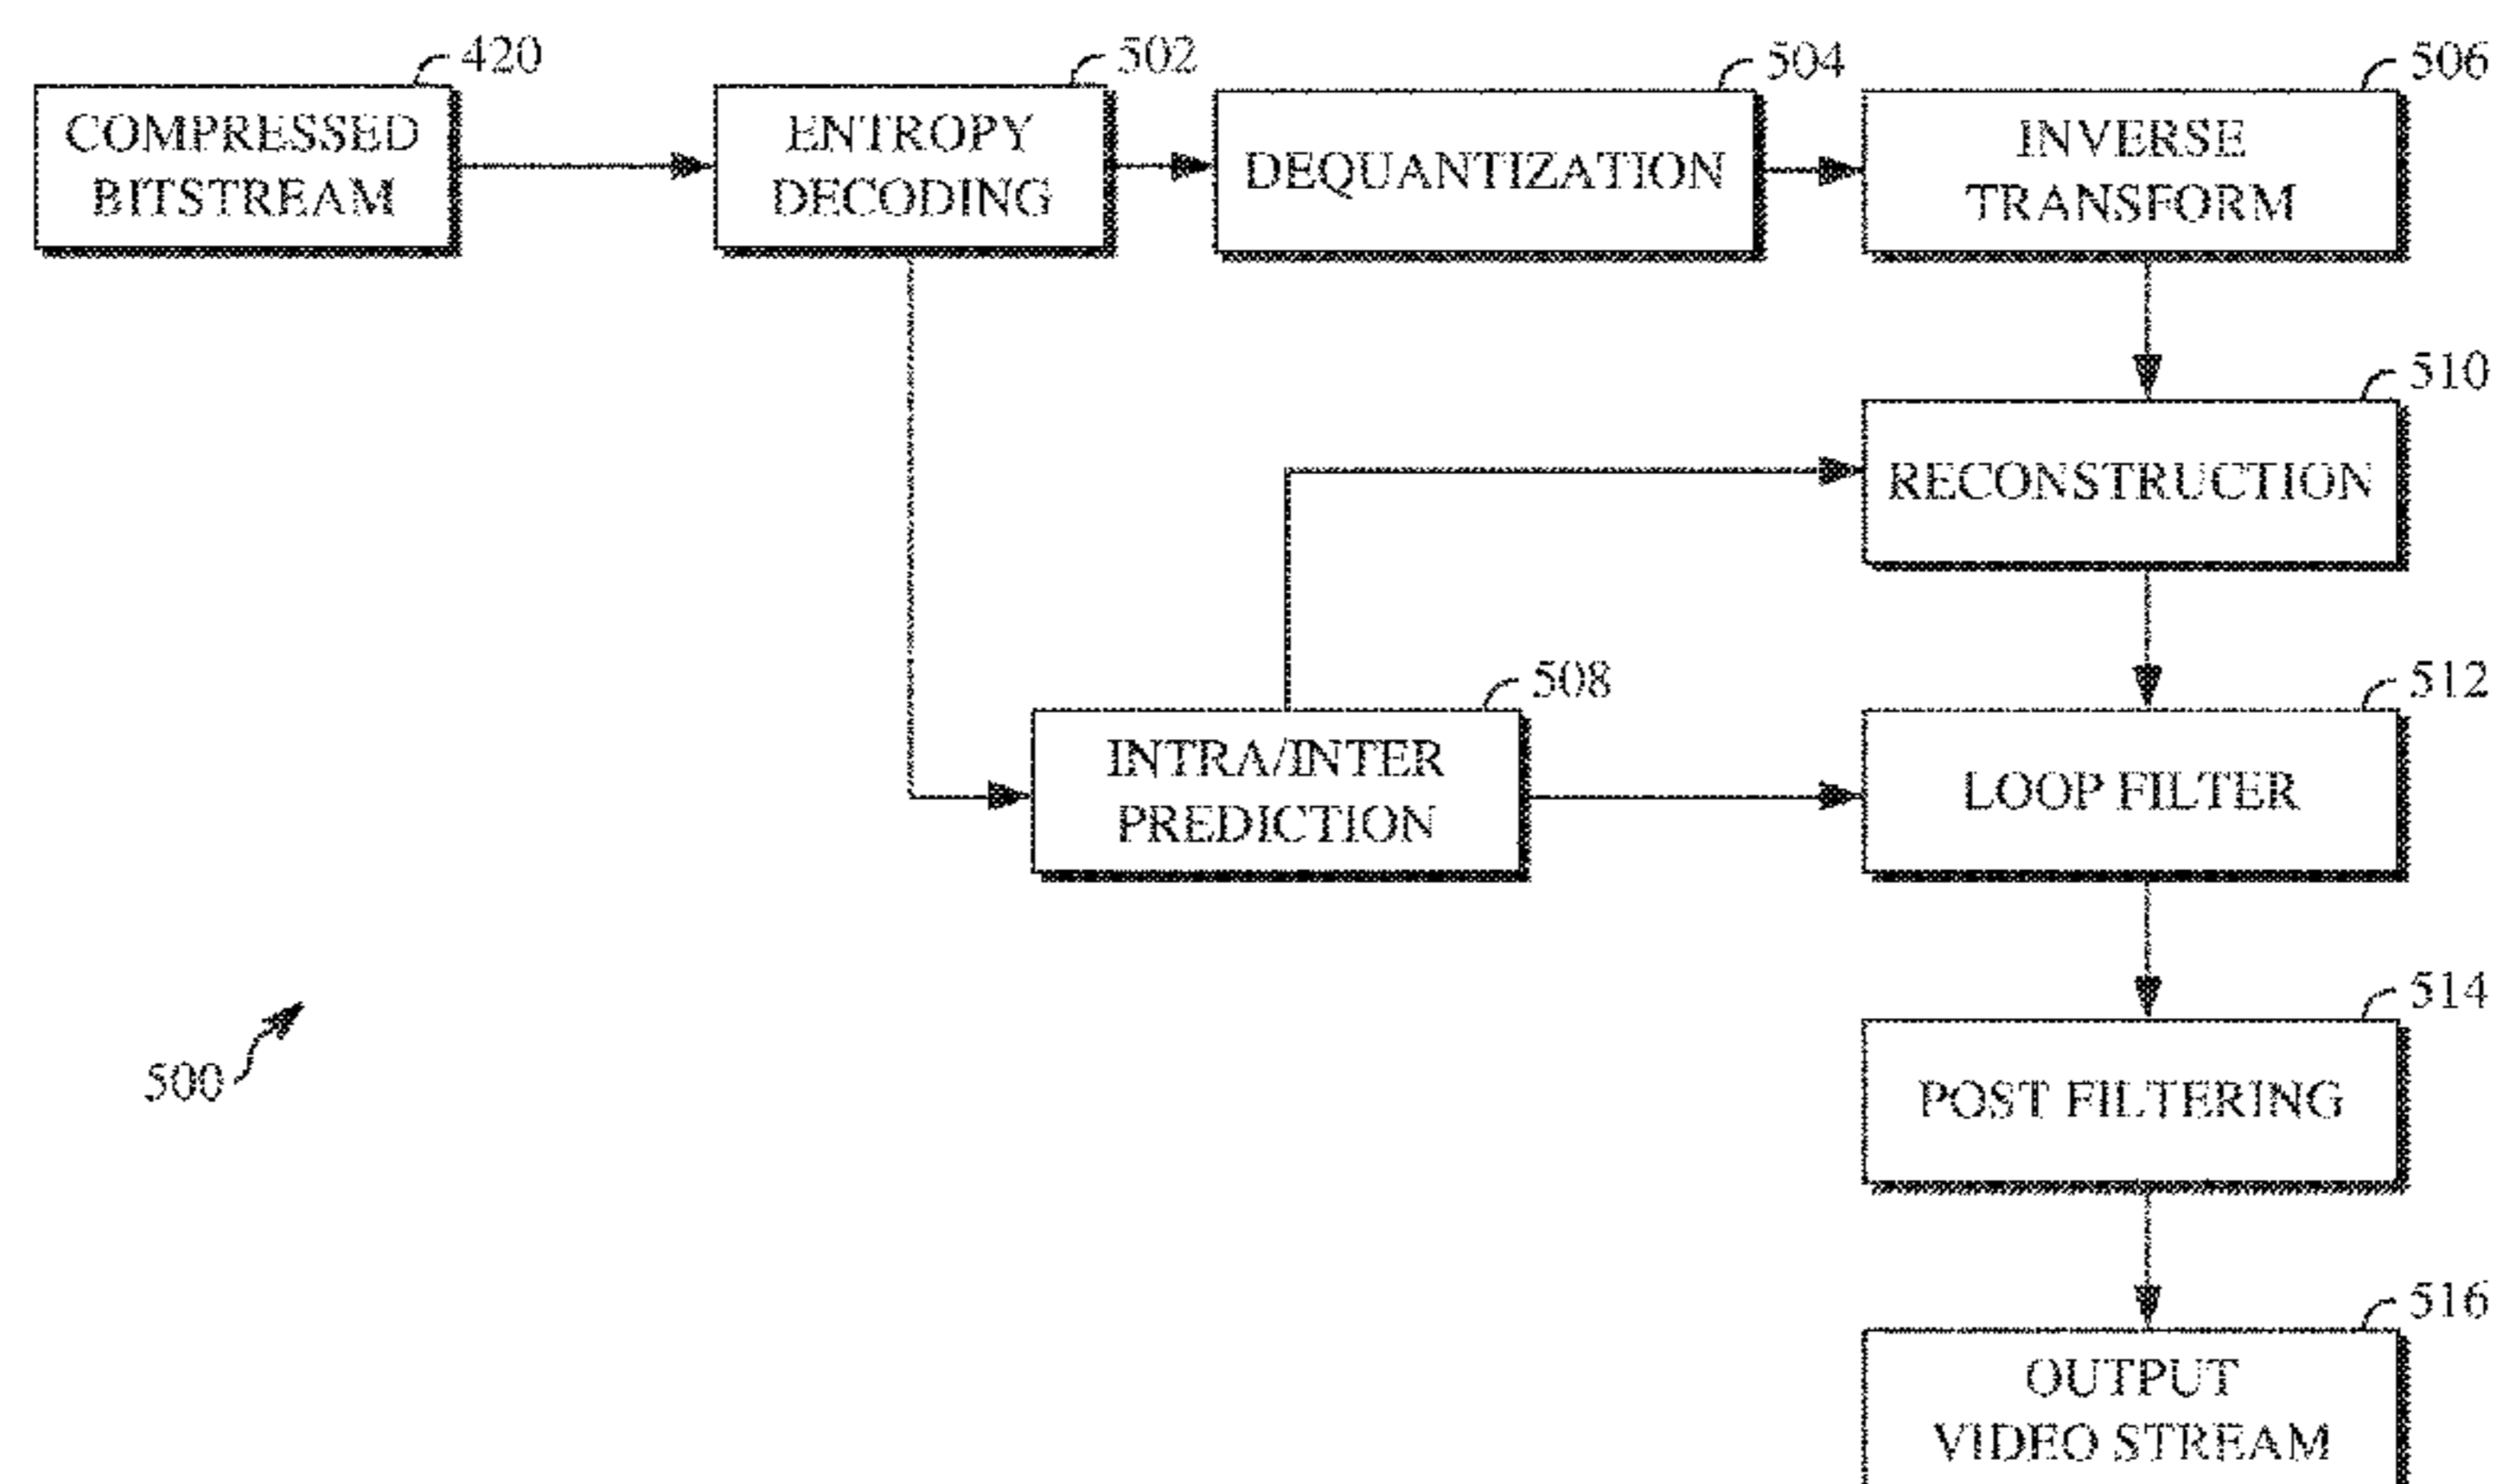 420
COMPRESSED
BITSTREAM
502
ENTROPY
DECODING
504
DEQUANTIZATION
506
INVERSE
TRANSFORM
510
RECONSTRUCTION
508
INTRA/INTER
PREDICTION
512
LOOP FILTER
500
514
POST FILTERING
516
OUTPUT
VIDEO STREAM